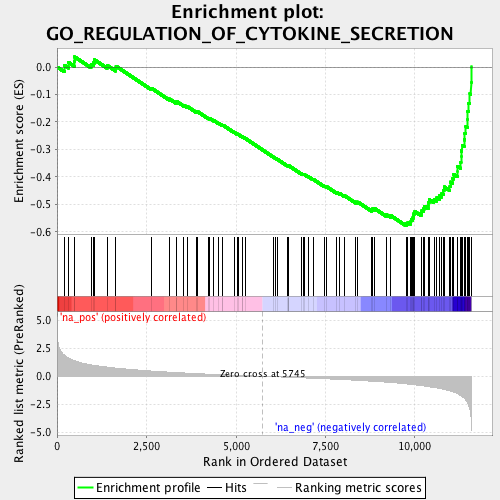 Enrichment plot:
GO_REGULATION_OF_CYTOKINE_SECRETION
Enrichment score (ES)
0.0
-0.1
-0.2
-0.3
-0.4
-0.5
-0.6
'na_pos' (positively correlated)
Ranked list metric (PreRanked)
5.0
2.5
0.0
-2.5
-5.0
Zero cross at 5745
'na_neg' (negatively correlated)
0
2,500
5,000
7,500
10,000
Rank in Ordered Dataset
Enrichment profile
Hits
Ranking metric scores